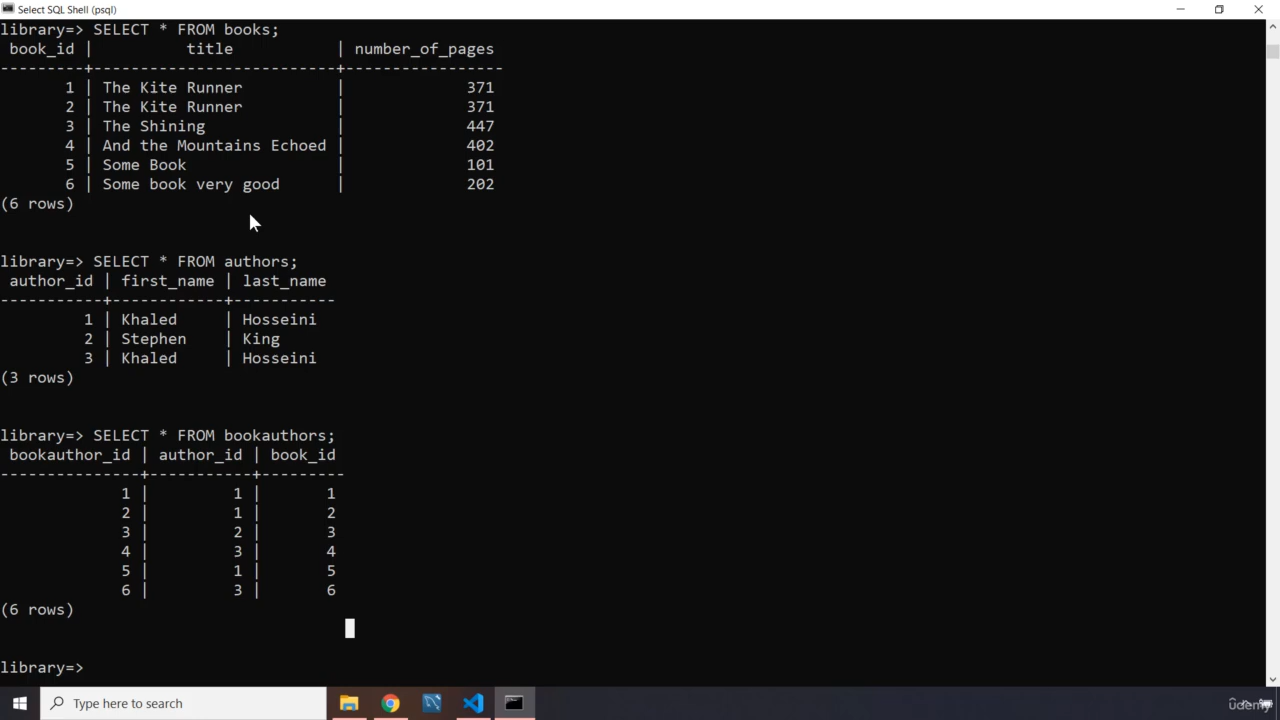 Select SQL Shell (psql)
library=> SELECT * FROM books;
 book_id |          title           | number_of_pages
---------+--------------------------+-----------------
       1 | The Kite Runner          |             371
       2 | The Kite Runner          |             371
       3 | The Shining              |             447
       4 | And the Mountains Echoed |             402
       5 | Some Book                |             101
       6 | Some book very good      |             202
(6 rows)
library=> SELECT * FROM authors;
 author_id | first_name | last_name
-----------+------------+-----------
         1 | Khaled     | Hosseini
         2 | Stephen    | King
         3 | Khaled     | Hosseini
(3 rows)
library=> SELECT * FROM bookauthors;
 bookauthor_id | author_id | book_id
---------------+-----------+---------
             1 |         1 |       1
             2 |         1 |       2
             3 |         2 |       3
             4 |         3 |       4
             5 |         1 |       5
             6 |         3 |       6
(6 rows)
library=>
Type here to search
udemy